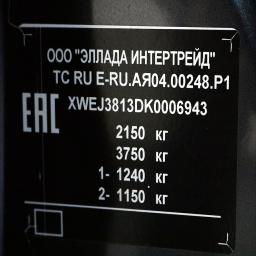 ООО "ЭЛЛАДА ИНТЕРТРЕЙД"
ТС RU E-RU.АЯ04.00248.Р1
XWEJ3813DK0006943
EAC
2150 кг
3750 кг
1- 1240 кг
2- 1150 кг